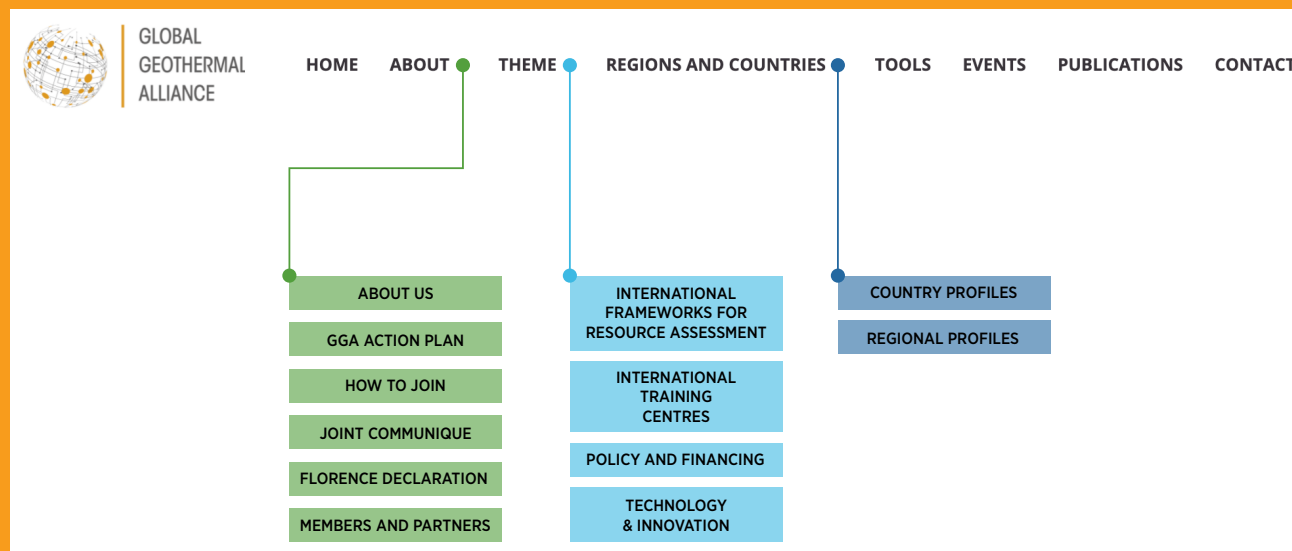 GLOBAL
GEOTHERMAL
ALLIANCE
HOME ABOUT THEME REGIONS AND COUNTRIES TOOLS EVENTS PUBLICATIONS CONTACT
ABOUT US
GGA ACTION PLAN
HOW TO JOIN
JOINT COMMUNIQUE
FLORENCE DECLARATION
MEMBERS AND PARTNERS
INTERNATIONAL
FRAMEWORKS FOR
RESOURCE ASSESSMENT
INTERNATIONAL
TRAINING
CENTRES
POLICY AND FINANCING
TECHNOLOGY
& INNOVATION
COUNTRY PROFILES
REGIONAL PROFILES